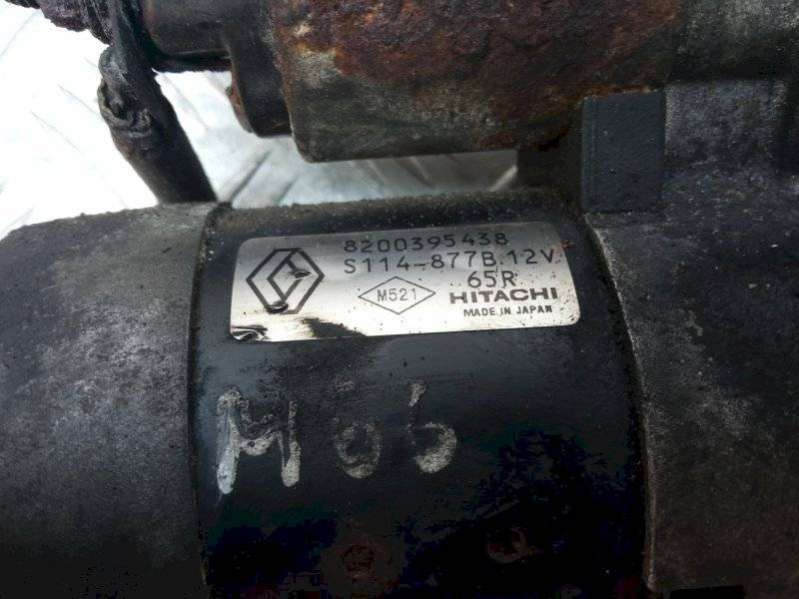 8200395438
S114-877B 12V
65R
M521 HITACHI
MADE IN JAPAN
M06